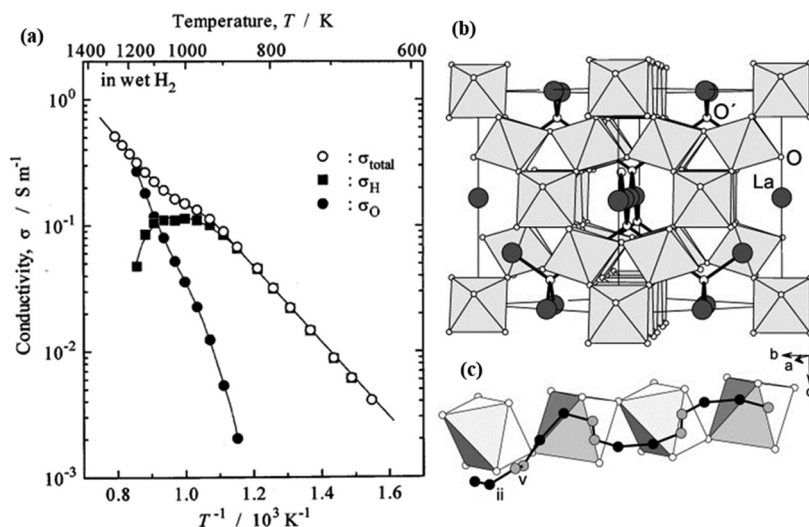 (a)
Temperature, T / K
1400 1200 1000 800 600
in wet H₂
○ : σtotal
■ : σH
● : σO
Conductivity, σ / S m⁻¹
10⁰
10⁻¹
10⁻²
10⁻³
0.8 1.0 1.2 1.4 1.6
T⁻¹ / 10³ K⁻¹
(b)
O´
O
La
b
a
c
(c)
v
ii